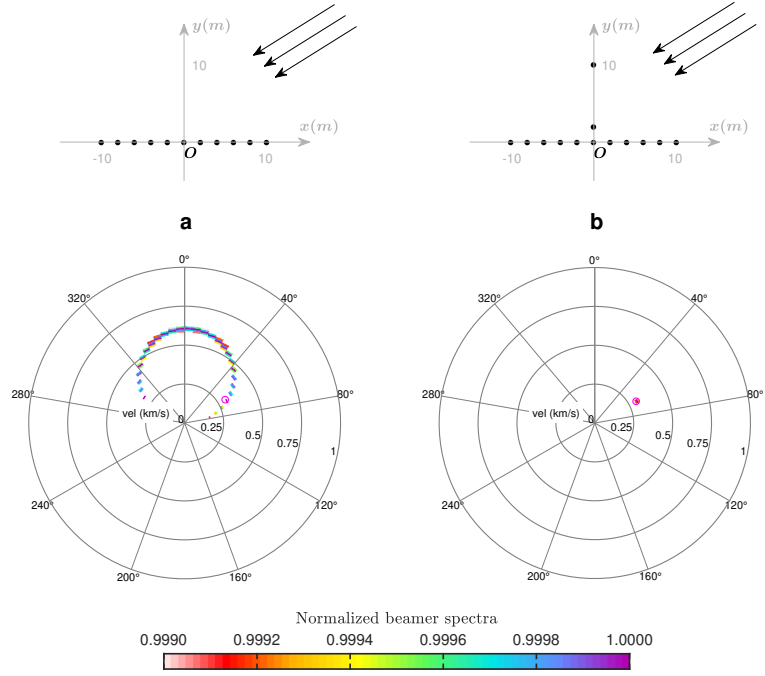 y(m)
10
x(m)
-10
O
10
y(m)
10
x(m)
-10
O
10
a
b
0°
40°
80°
120°
160°
200°
240°
280°
320°
vel (km/s)
0
0.25
0.5
0.75
1
0°
40°
80°
120°
160°
200°
240°
280°
320°
vel (km/s)
0
0.25
0.5
0.75
1
Normalized beamer spectra
0.9990 0.9992 0.9994 0.9996 0.9998 1.0000